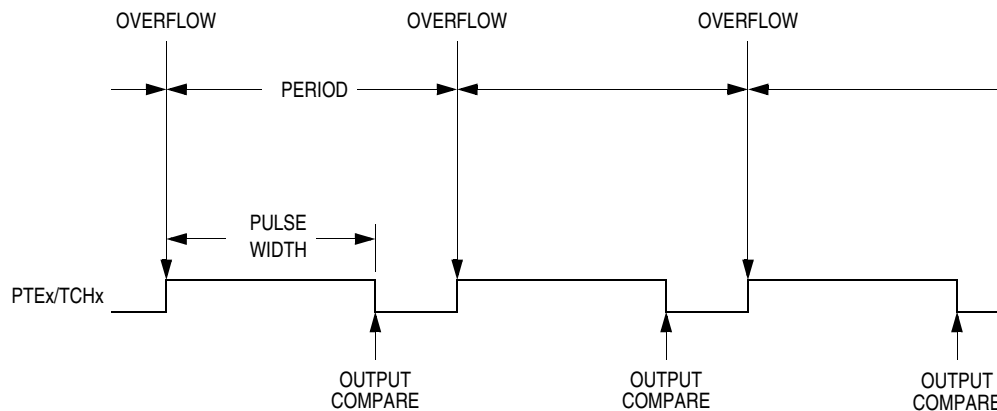 OVERFLOW
OVERFLOW
OVERFLOW
PERIOD
PULSE
WIDTH
PTEx/TCHx
OUTPUT
COMPARE
OUTPUT
COMPARE
OUTPUT
COMPARE